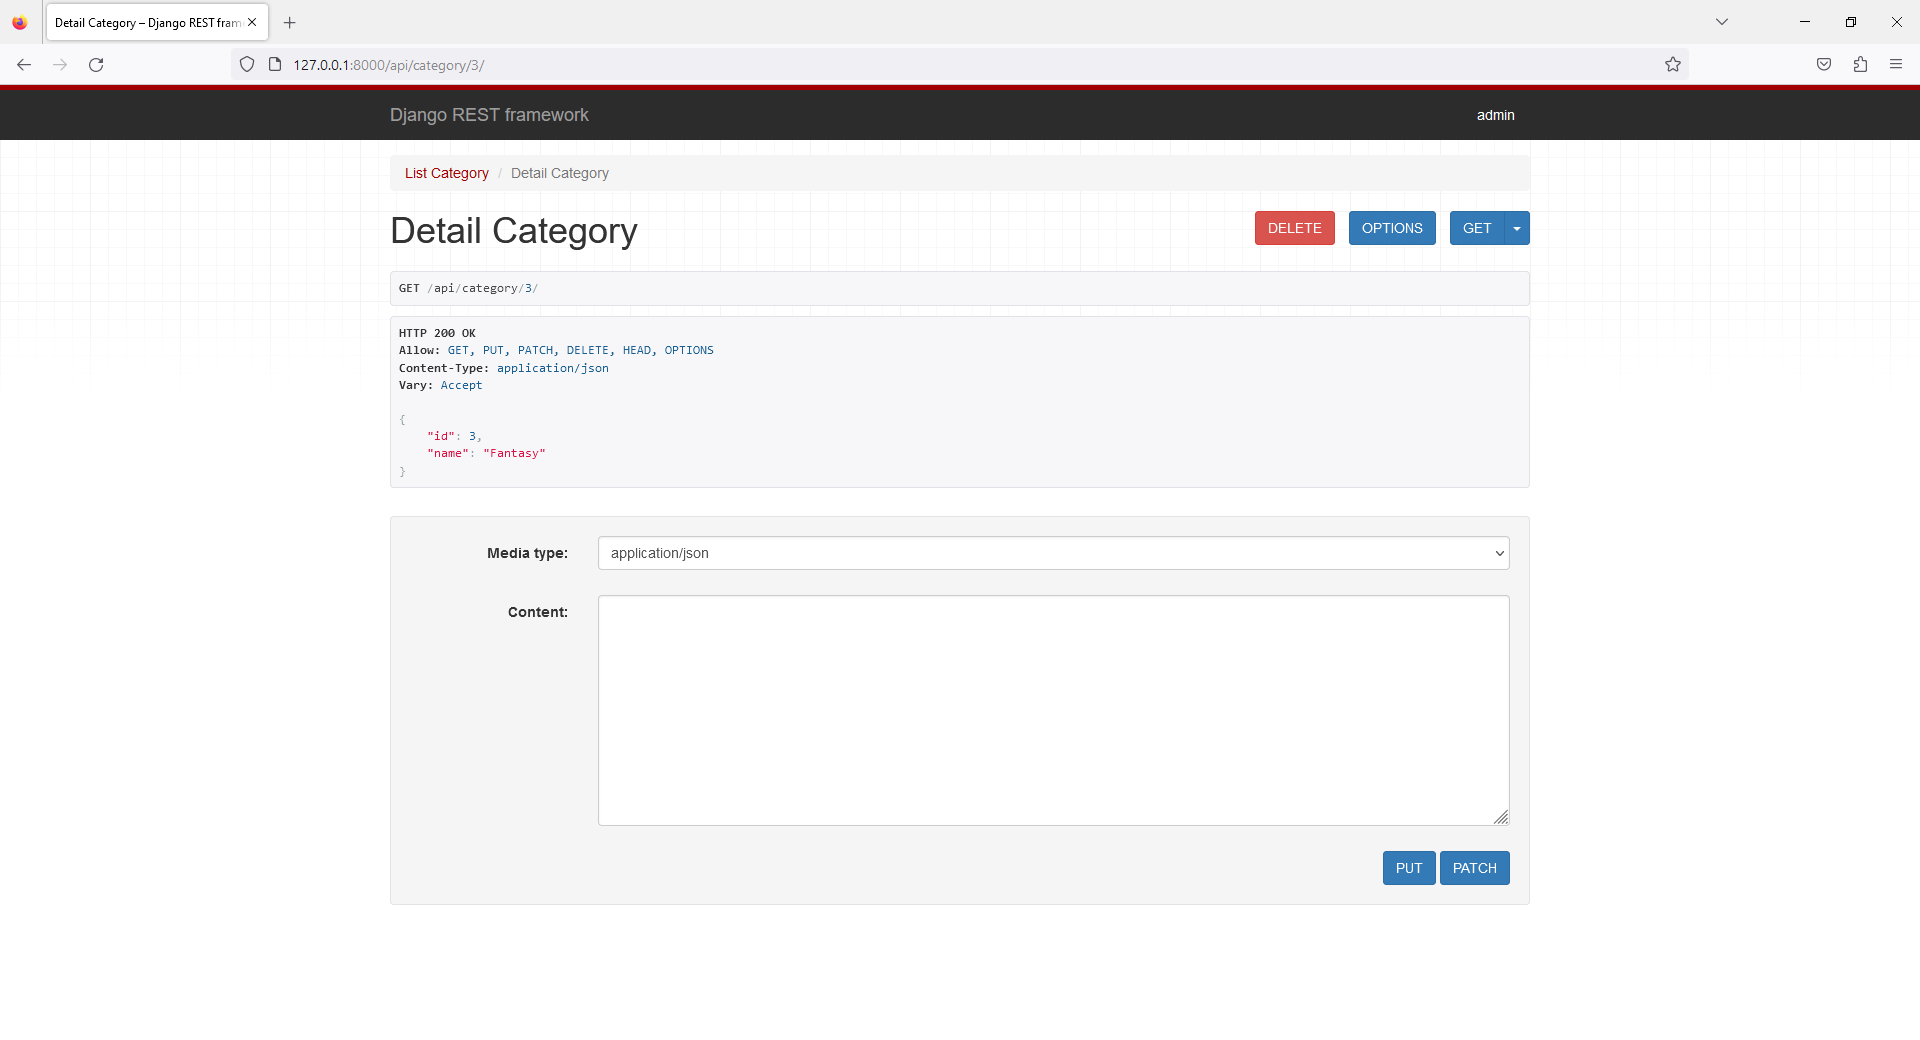 Detail Category – Django REST fram
127.0.0.1:8000/api/category/3/
Django REST framework
admin
List Category / Detail Category
Detail Category
DELETE
OPTIONS
GET
GET /api/category/3/
HTTP 200 OK
Allow: GET, PUT, PATCH, DELETE, HEAD, OPTIONS
Content-Type: application/json
Vary: Accept
{
"id": 3,
"name": "Fantasy"
}
Media type:
application/json
Content:
PUT
PATCH